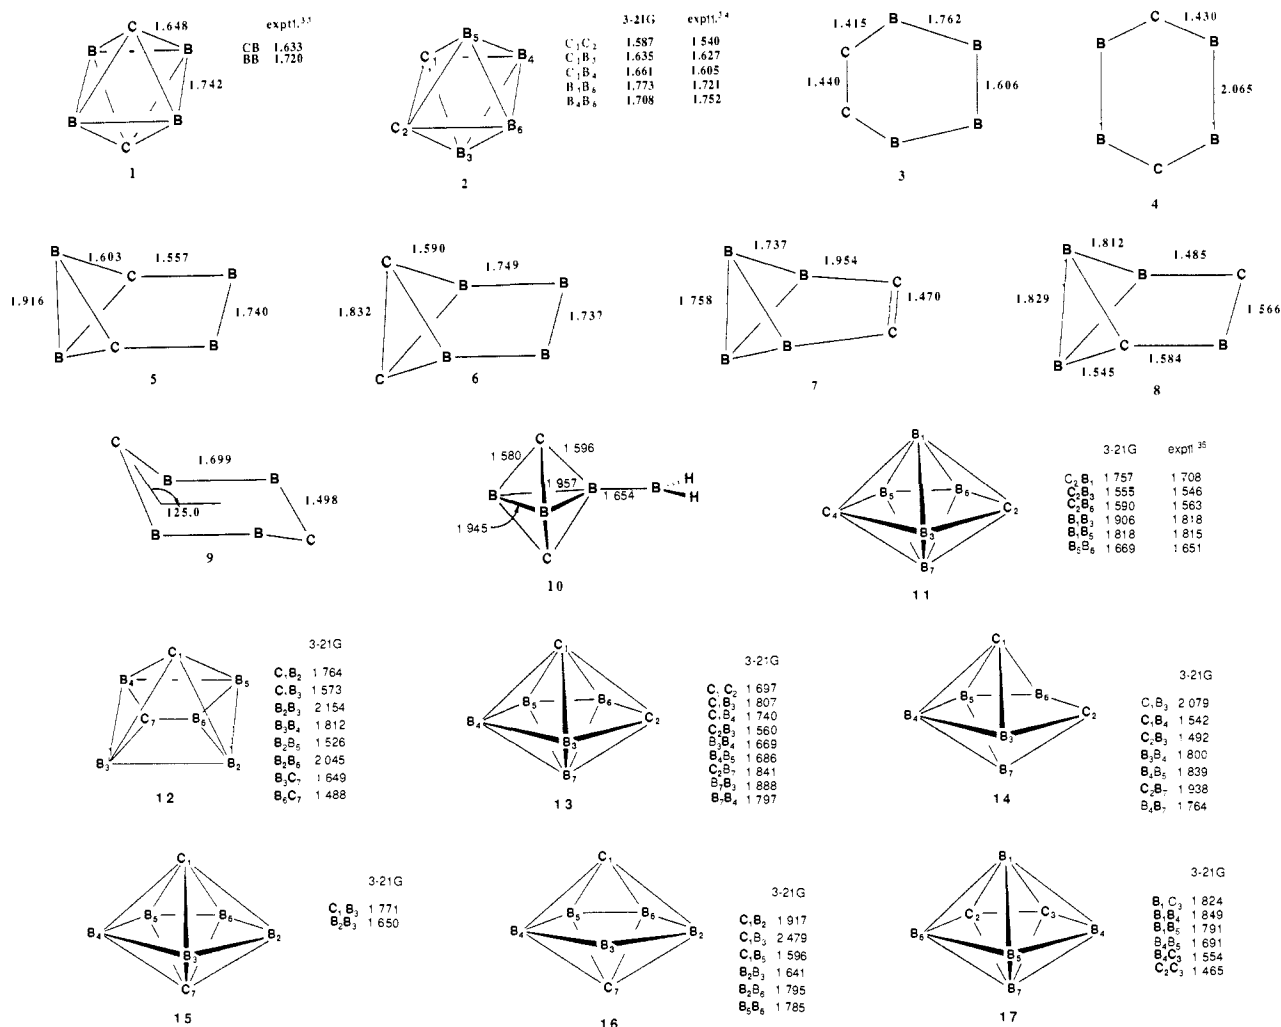 C 1.648 exptl.33
CB 1.633
BB 1.720
B B
1.742
B B
C
1
3-21G exptl.34
C1C2 1.587 1.540
C1B5 1.635 1.627
C1B4 1.661 1.605
1.773 1.721
B4B6 1.708 1.752
B5
C1 B4
C2 B6
B3
2
1.415 B 1.762
C B
1.440 1.606
C B
B
3
C 1.430
B B
2.065
B B
C
4
B 1.603 1.557
C B
1.916 1.740
B C B
5
C 1.590 1.749
B B
1.832 1.737
C B B
6
B 1.737 1.954
B C
1.758 1.470
B B C
7
B 1.812 1.485
B C
1.829 1.566
B C B
1.545 1.584
8
C 1.699
B B
1.498
125.0
B B C
9
C
1.580 1.596
B 1.957 B 1.654 B H
H
1.945 B
C
10
B1
B5 B6
C4 C2
B3
B7
11
3-21G exptl 35
C2B1 1 757 1 708
C2B3 1 555 1 546
C2B6 1 590 1 563
B1B3 1 906 1 818
B1B5 1 818 1 815
B5B6 1 669 1 651
C1
B4 B5
C7 B6
B3 B2
12
3-21G
C1B2 1 764
C1B3 1 573
B2B3 2 154
B3B4 1 812
B2B5 1 526
B2B6 2 045
B3C7 1 649
B6C7 1 488
C1
B5 B6
B4 C2
B3
B7
13
3-21G
C1C2 1 697
C1B3 1 807
C1B4 1 740
C2B3 1 560
B3B4 1 669
B4B5 1 686
C2B7 1 841
B7B3 1 888
B7B4 1 797
C1
B5 B6
B4 C2
B3
B7
14
3-21G
C1B3 2 079
C1B4 1 542
C2B3 1 492
B3B4 1 800
B4B5 1 839
C2B7 1 938
B4B7 1 764
C1
B5 B6
B4 B2
B3
C7
15
3-21G
C1B3 1 771
B2B3 1 650
C1
B5 B6
B4 B2
B3
C7
16
3-21G
C1B2 1 917
C1B3 2 479
C1B5 1 596
B2B3 1 641
B2B6 1 795
B5B6 1 785
B1
C2 C3
B6 B4
B5
B7
17
3-21G
B1C3 1 824
B1B4 1 849
B1B5 1 791
B4B5 1 691
B4C3 1 554
C2C3 1 465